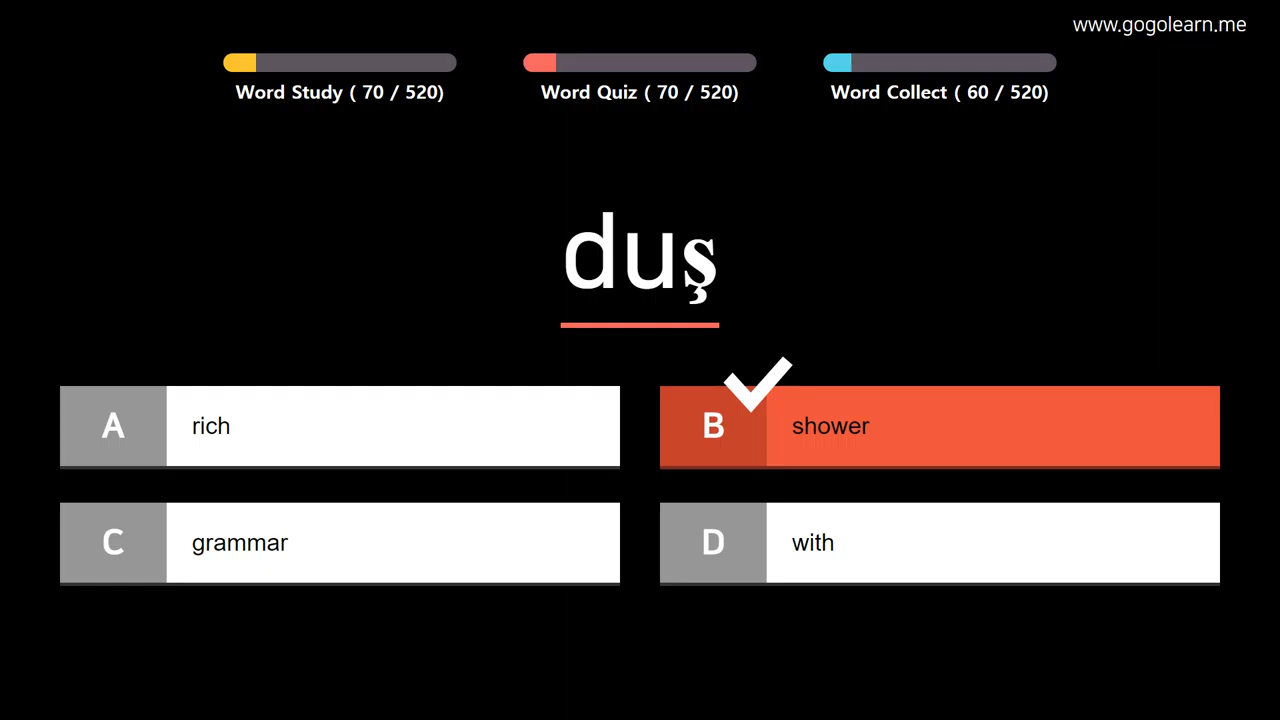 www.gogolearn.me
Word Study ( 70 / 520)
Word Quiz ( 70 / 520)
Word Collect ( 60 / 520)
duş
A rich
B shower
C grammar
D with